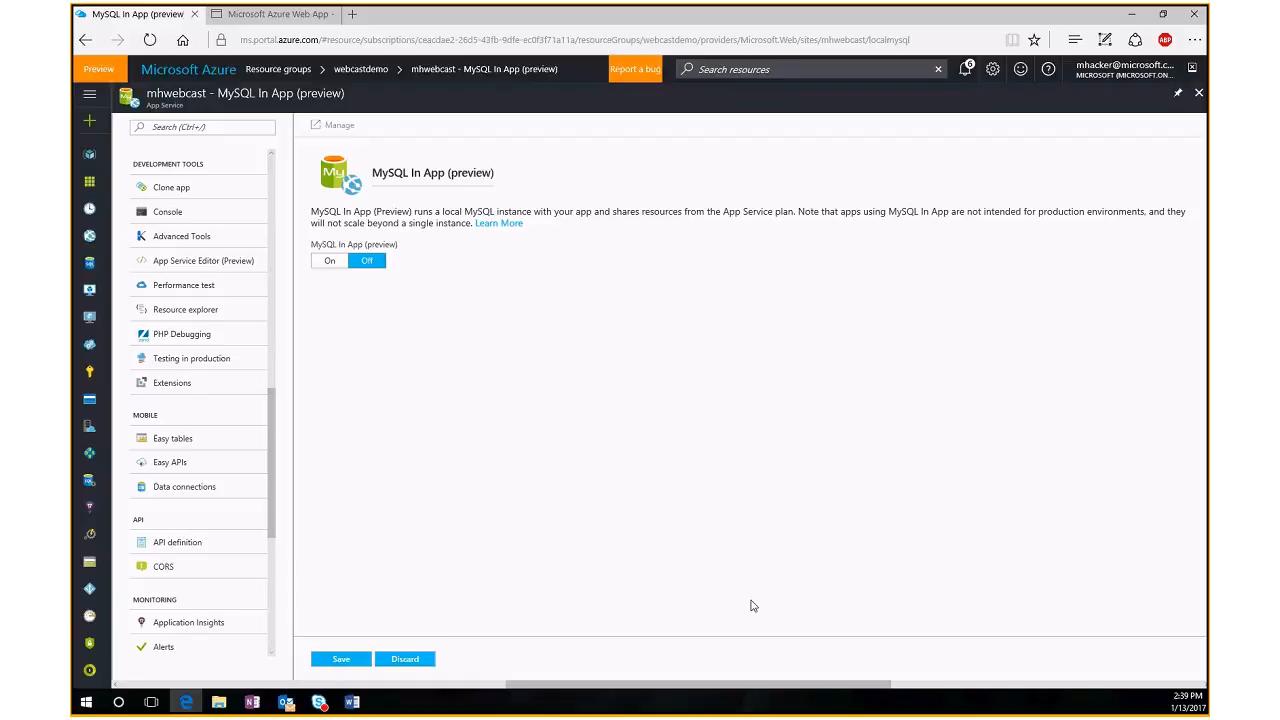 MySQL In App (preview
Microsoft Azure Web App -
ms.portal.azure.com/#resource/subscriptions/ceacdae2-26d5-43fb-9dfe-ec0f3f71a11a/resourceGroups/webcastdemo/providers/Microsoft.Web/sites/mhwebcast/localmysql
ABP
Preview
Microsoft Azure
Resource groups
webcastdemo
mhwebcast - MySQL In App (preview)
Report a bug
Search resources
6
mhacker@microsoft.c...
MICROSOFT (MICROSOFT.ON...
mhwebcast - MySQL In App (preview)
App Service
Search (Ctrl+/)
Manage
DEVELOPMENT TOOLS
Clone app
Console
Advanced Tools
App Service Editor (Preview)
Performance test
Resource explorer
PHP Debugging
Testing in production
Extensions
MOBILE
Easy tables
Easy APIs
Data connections
API
API definition
CORS
MONITORING
Application Insights
Alerts
My
MySQL In App (preview)
MySQL In App (Preview) runs a local MySQL instance with your app and shares resources from the App Service plan. Note that apps using MySQL In App are not intended for production environments, and they
will not scale beyond a single instance. Learn More
MySQL In App (preview)
On
Off
Save
Discard
2:39 PM
1/13/2017